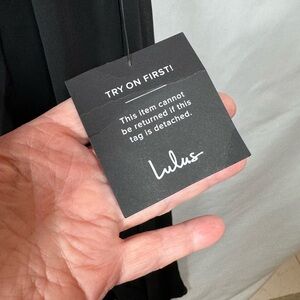 TRY ON FIRST!
This item cannot
be returned if this
tag is detached.
Lulus